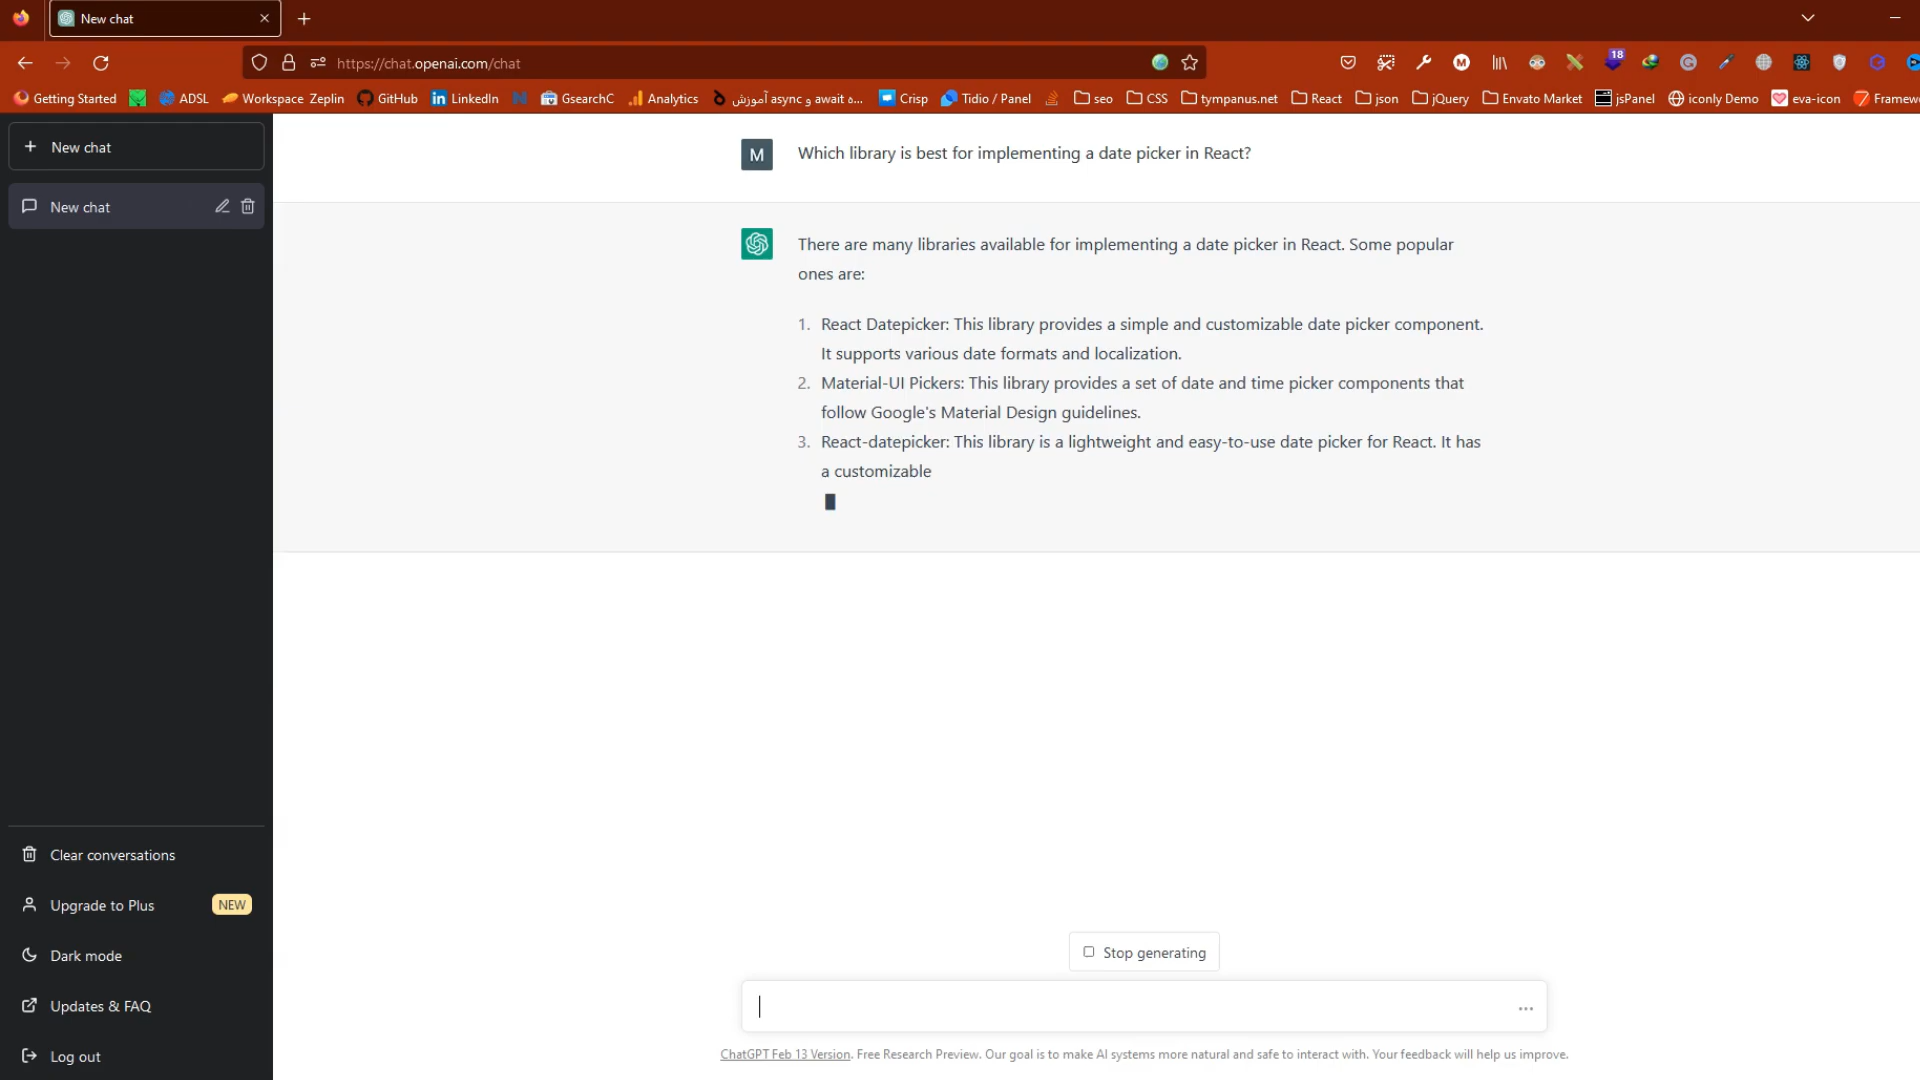 New chat
https://chat.openai.com/chat
18
Getting Started
ADSL
Workspace Zeplin
GitHub
LinkedIn
GsearchC
Analytics
آموزش async و await ه...
Crisp
Tidio / Panel
seo
CSS
tympanus.net
React
json
jQuery
Envato Market
jsPanel
iconly Demo
eva-icon
Framew
New chat
New chat
M
Which library is best for implementing a date picker in React?
There are many libraries available for implementing a date picker in React. Some popular
ones are:
1. React Datepicker: This library provides a simple and customizable date picker component.
It supports various date formats and localization.
2. Material-UI Pickers: This library provides a set of date and time picker components that
follow Google's Material Design guidelines.
3. React-datepicker: This library is a lightweight and easy-to-use date picker for React. It has
a customizable
Clear conversations
Upgrade to Plus
NEW
Dark mode
Updates & FAQ
Log out
Stop generating
ChatGPT Feb 13 Version. Free Research Preview. Our goal is to make AI systems more natural and safe to interact with. Your feedback will help us improve.